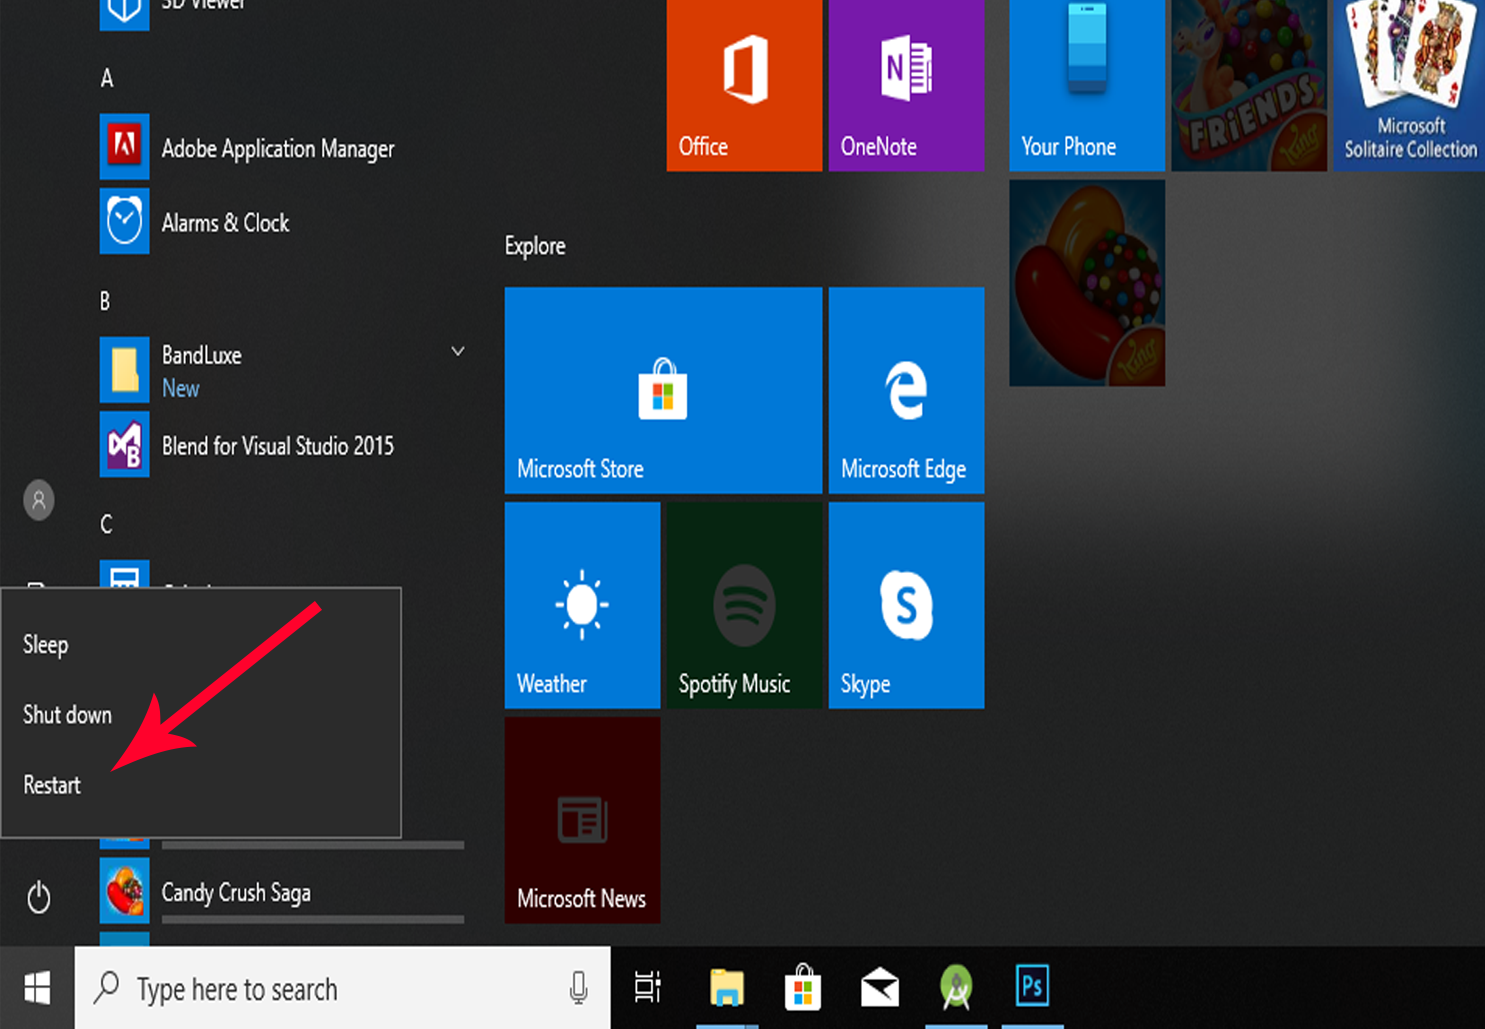 3D Viewer
A
Adobe Application Manager
Alarms & Clock
B
BandLuxe
New
Blend for Visual Studio 2015
C
Sleep
Shut down
Restart
Candy Crush Saga
Office
N
OneNote
Your Phone
FRiENDS
King
Microsoft
Solitaire Collection
King
Explore
Microsoft Store
Microsoft Edge
Weather
Spotify Music
S
Skype
Microsoft News
Type here to search
Ps